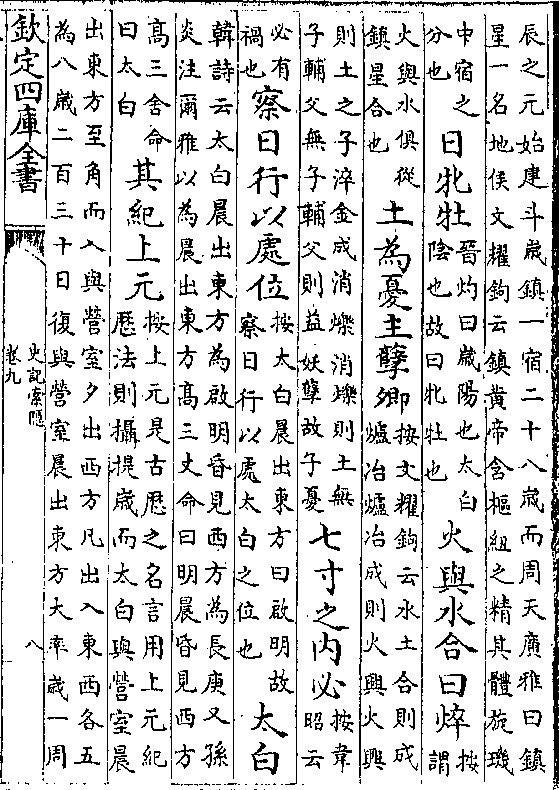 辰之元始建斗歲鎮一宿二十八歲而周天廣雅曰鎮
星一名地侯文耀鉤云鎮黃帝含樞紐之精其體旋璣
中宿之
分也
曰牝牡
晉灼曰歲陽也太白
陰也故曰牝牡也
火與水合曰焠
按
謂
火與水俱從
鎮星合也
土為憂主孽卿
按文耀鉤云水土合則成
爐冶爐冶成則火興火興
則土之子淬金成消爍消爍則土無
子輔父無子輔父則益妖孽故子憂
七寸之内必
按韋
昭云
必有
禍也
察日行以處位
按太白晨出東方曰啟明故
察日行以處太白之位也
太白
韓詩云太白晨出東方為啟明昏見西方為長庚又孫
炎注爾雅以為晨出東方髙三丈命曰明晨昏見西方
髙三舍命
曰太白
其紀上元
按上元是古厯之名言用上元紀
厯法則攝提歲而太白與營室晨
出東方至角而入與營室夕出西方凡出入東西各五
為八歲二百三十日復與營室晨出東方大率歲一周
欽定四庫全書
史記索隱
卷九
八